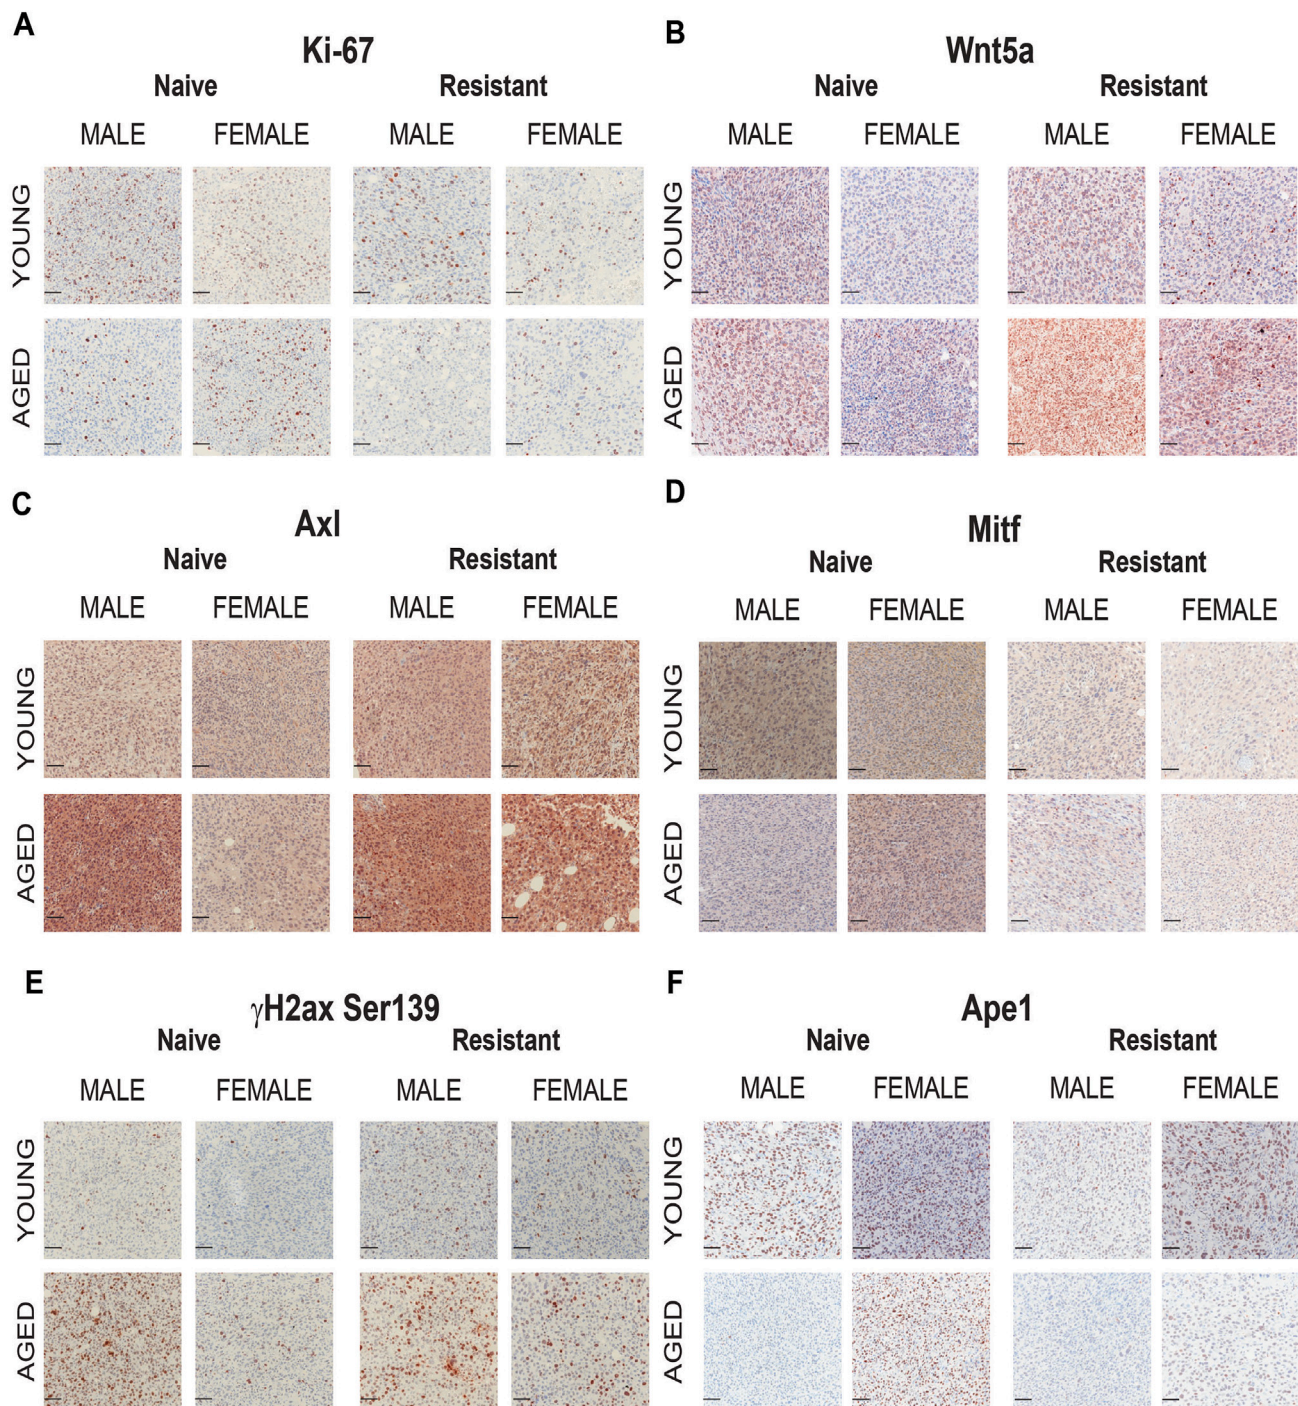 A
Ki-67
Naive Resistant
MALE FEMALE MALE FEMALE
YOUNG
AGED
B
Wnt5a
Naive Resistant
MALE FEMALE MALE FEMALE
YOUNG
AGED
C
Axl
Naive Resistant
MALE FEMALE MALE FEMALE
YOUNG
AGED
D
Mitf
Naive Resistant
MALE FEMALE MALE FEMALE
YOUNG
AGED
E
γH2ax Ser139
Naive Resistant
MALE FEMALE MALE FEMALE
YOUNG
AGED
F
Ape1
Naive Resistant
MALE FEMALE MALE FEMALE
YOUNG
AGED